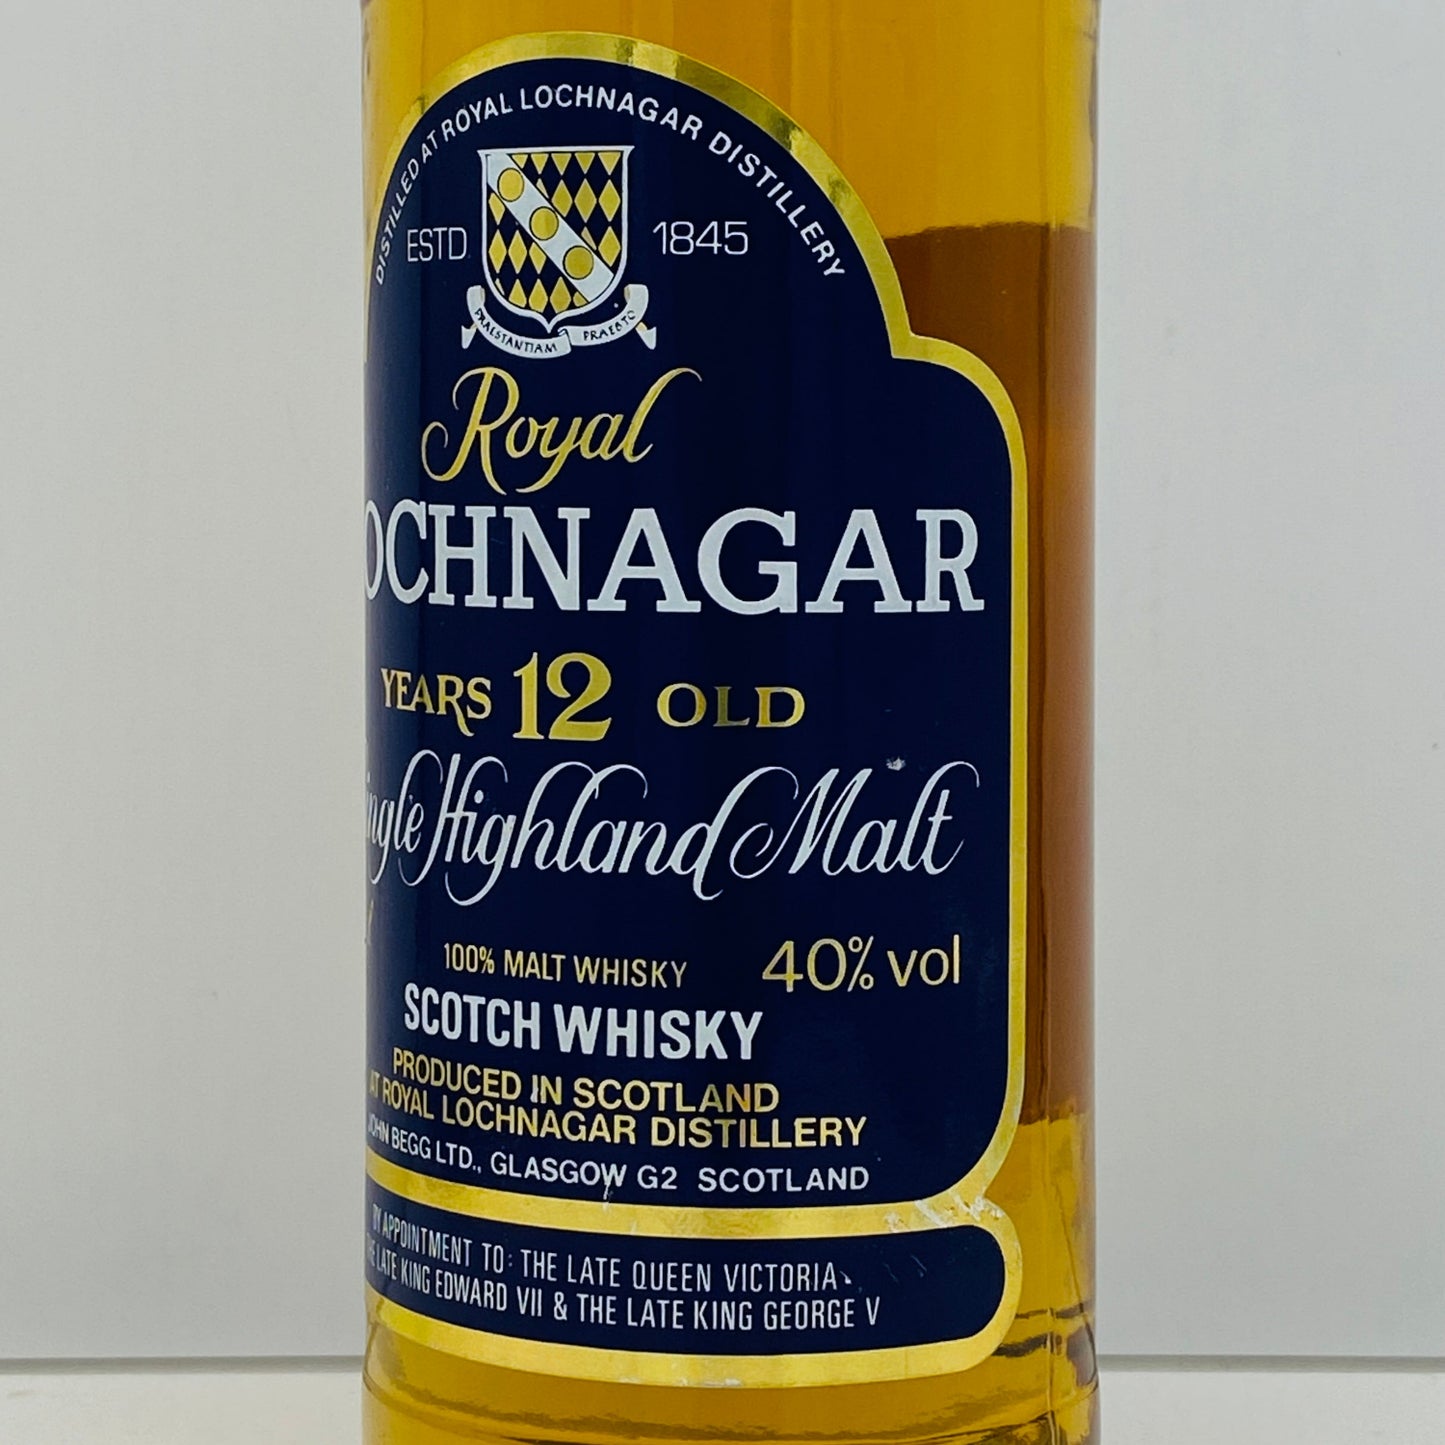 DISTILLED AT ROYAL LOCHNAGAR DISTILLERY
ESTD 1845
PRAESTANTIAM PRAESTO
Royal
OCHNAGAR
YEARS 12 OLD
ingle Highland Malt
100% MALT WHISKY 40% vol
SCOTCH WHISKY
PRODUCED IN SCOTLAND
AT ROYAL LOCHNAGAR DISTILLERY
JOHN BEGG LTD., GLASGOW G2 SCOTLAND
BY APPOINTMENT TO: THE LATE QUEEN VICTORIA.
THE LATE KING EDWARD VII & THE LATE KING GEORGE V